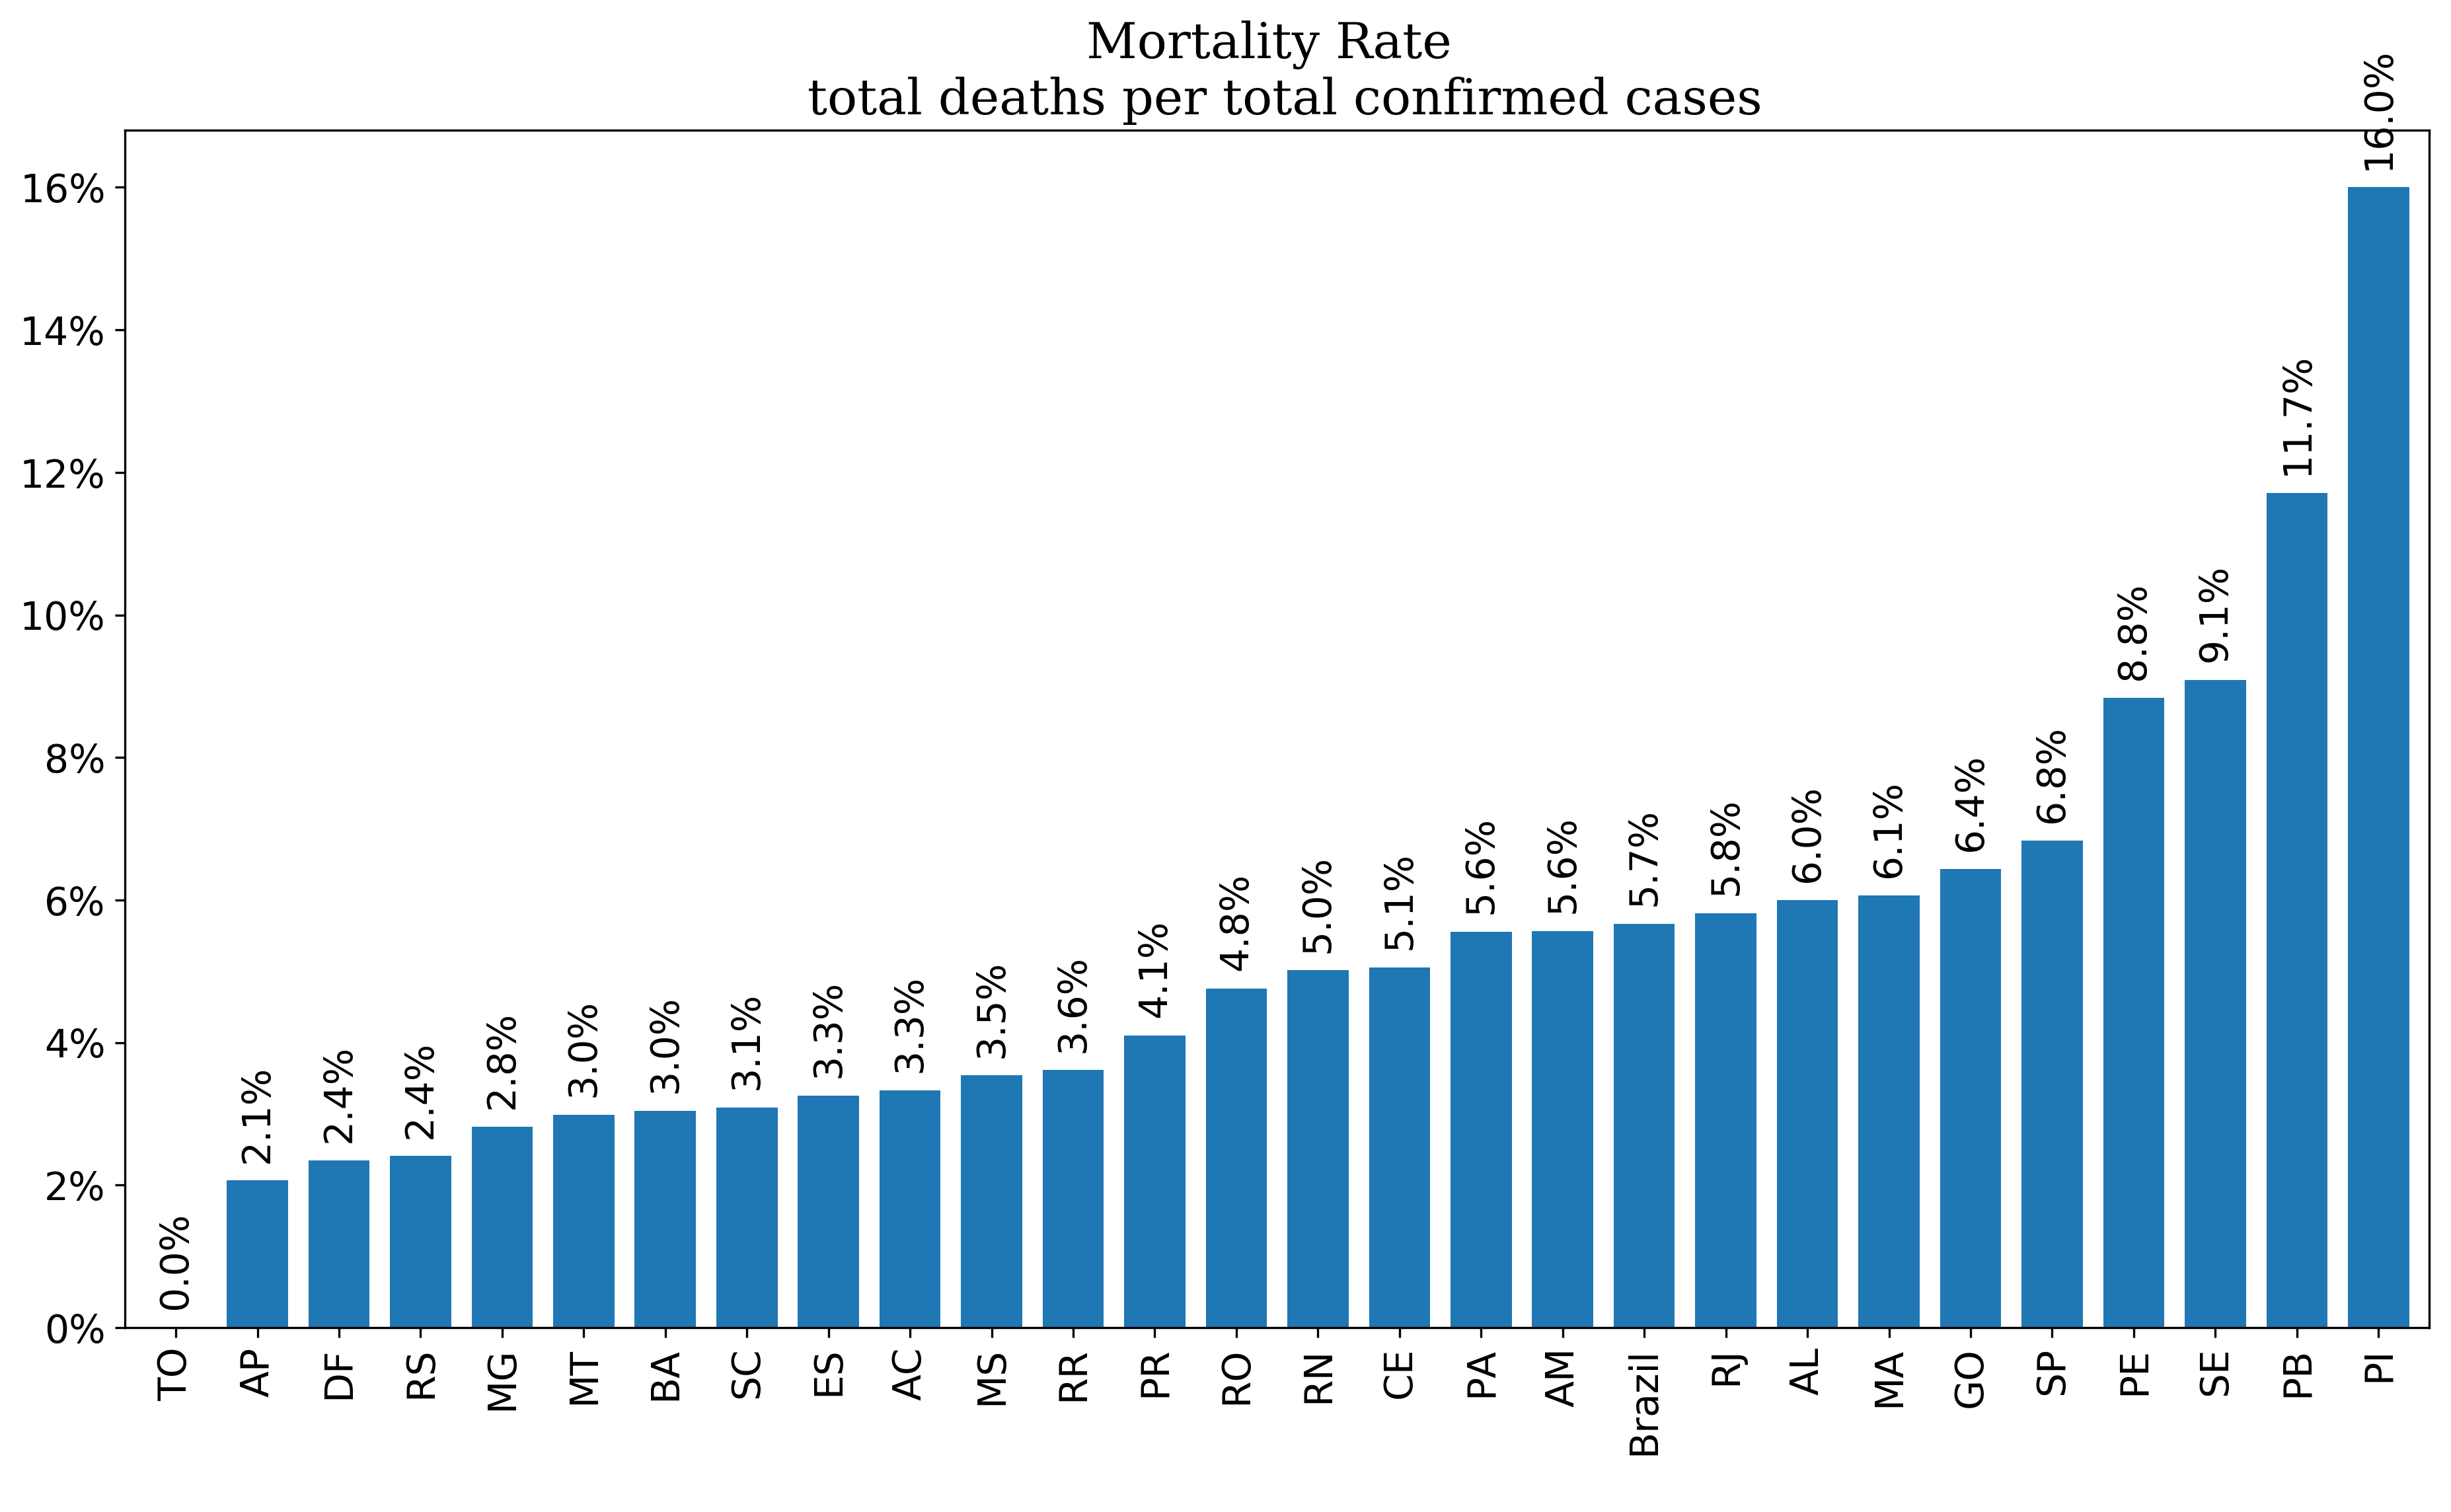 Mortality Rate
total deaths per total confirmed cases
16%
14%
12%
10%
8%
6%
4%
2%
0%
0.0%
2.1%
2.4%
2.4%
2.8%
3.0%
3.0%
3.1%
3.3%
3.3%
3.5%
3.6%
4.1%
4.8%
5.0%
5.1%
5.6%
5.6%
5.7%
5.8%
6.0%
6.1%
6.4%
6.8%
8.8%
9.1%
11.7%
16.0%
TO
AP
DF
RS
MG
MT
BA
SC
ES
AC
MS
RR
PR
RO
RN
CE
PA
AM
Brazil
RJ
AL
MA
GO
SP
PE
SE
PB
PI